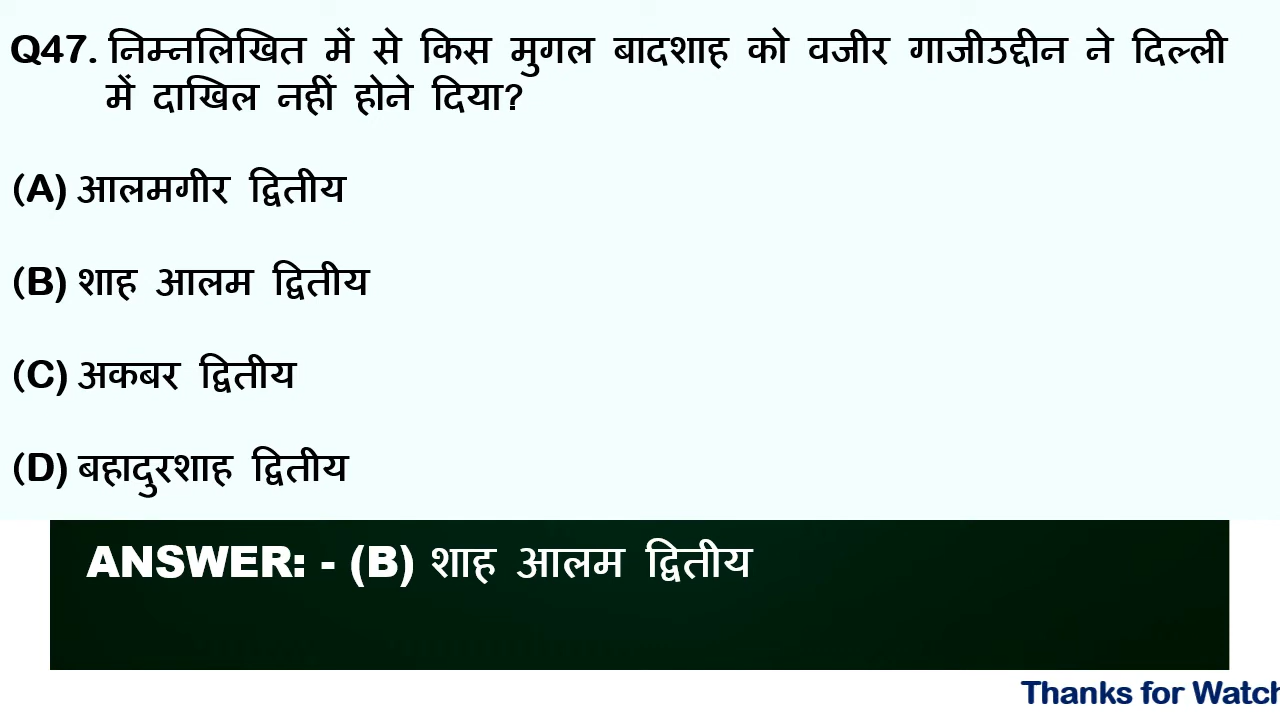 Q47. निम्नलिखित में से किस मुगल बादशाह को वजीर गाजीउद्दीन ने दिल्ली
में दाखिल नहीं होने दिया?
(A) आलमगीर द्वितीय
(B) शाह आलम द्वितीय
(C) अकबर द्वितीय
(D) बहादुरशाह द्वितीय
ANSWER: - (B) शाह आलम द्वितीय
Thanks for Watch